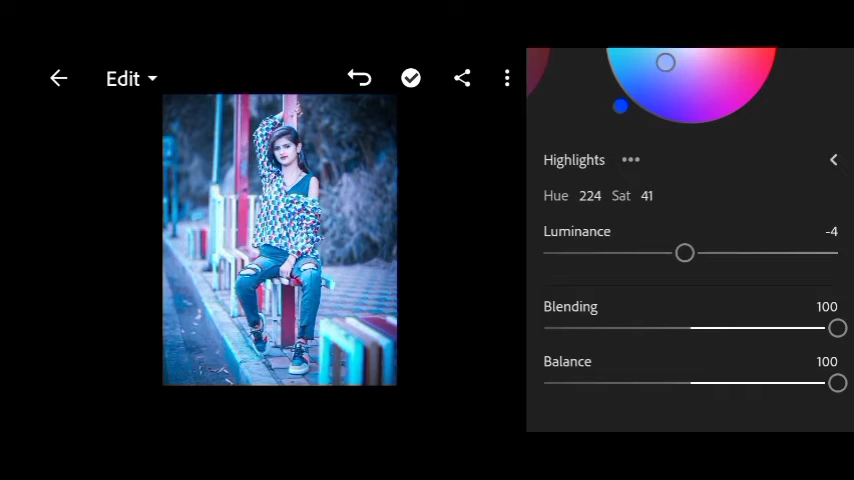 Edit
Highlights
Hue 224 Sat 41
Luminance -4
Blending 100
Balance 100